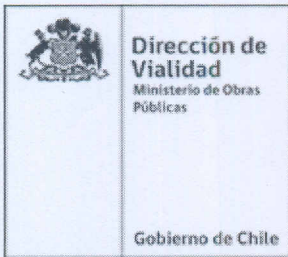 Dirección de
Vialidad
Ministerio de Obras
Públicas
Gobierno de Chile